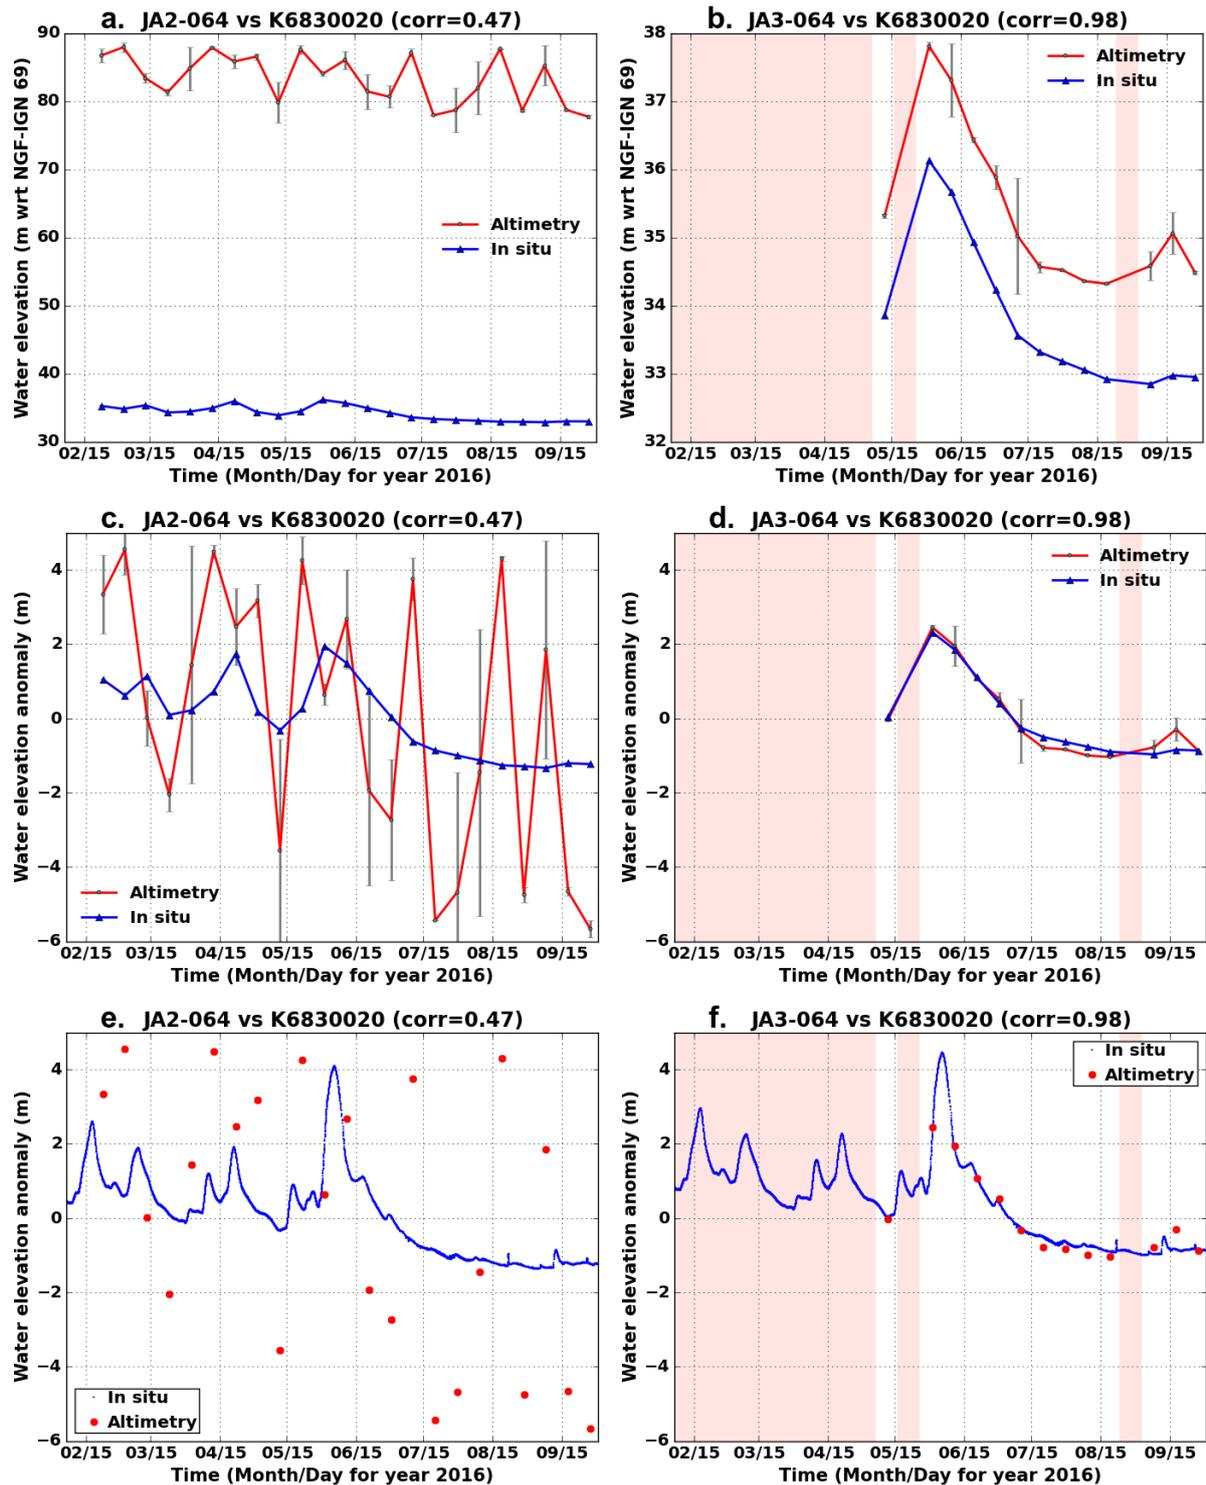 a. JA2-064 vs K6830020 (corr=0.47)
90
80
70
60
50
40
30
Water elevation (m wrt NGF-IGN 69)
Altimetry
In situ
02/15 03/15 04/15 05/15 06/15 07/15 08/15 09/15
Time (Month/Day for year 2016)
b. JA3-064 vs K6830020 (corr=0.98)
38
37
36
35
34
33
32
Water elevation (m wrt NGF-IGN 69)
Altimetry
In situ
02/15 03/15 04/15 05/15 06/15 07/15 08/15 09/15
Time (Month/Day for year 2016)
c. JA2-064 vs K6830020 (corr=0.47)
4
2
0
−2
−4
−6
Water elevation anomaly (m)
Altimetry
In situ
02/15 03/15 04/15 05/15 06/15 07/15 08/15 09/15
Time (Month/Day for year 2016)
d. JA3-064 vs K6830020 (corr=0.98)
4
2
0
−2
−4
−6
Water elevation anomaly (m)
Altimetry
In situ
02/15 03/15 04/15 05/15 06/15 07/15 08/15 09/15
Time (Month/Day for year 2016)
e. JA2-064 vs K6830020 (corr=0.47)
4
2
0
−2
−4
−6
Water elevation anomaly (m)
In situ
Altimetry
02/15 03/15 04/15 05/15 06/15 07/15 08/15 09/15
Time (Month/Day for year 2016)
f. JA3-064 vs K6830020 (corr=0.98)
4
2
0
−2
−4
−6
Water elevation anomaly (m)
In situ
Altimetry
02/15 03/15 04/15 05/15 06/15 07/15 08/15 09/15
Time (Month/Day for year 2016)